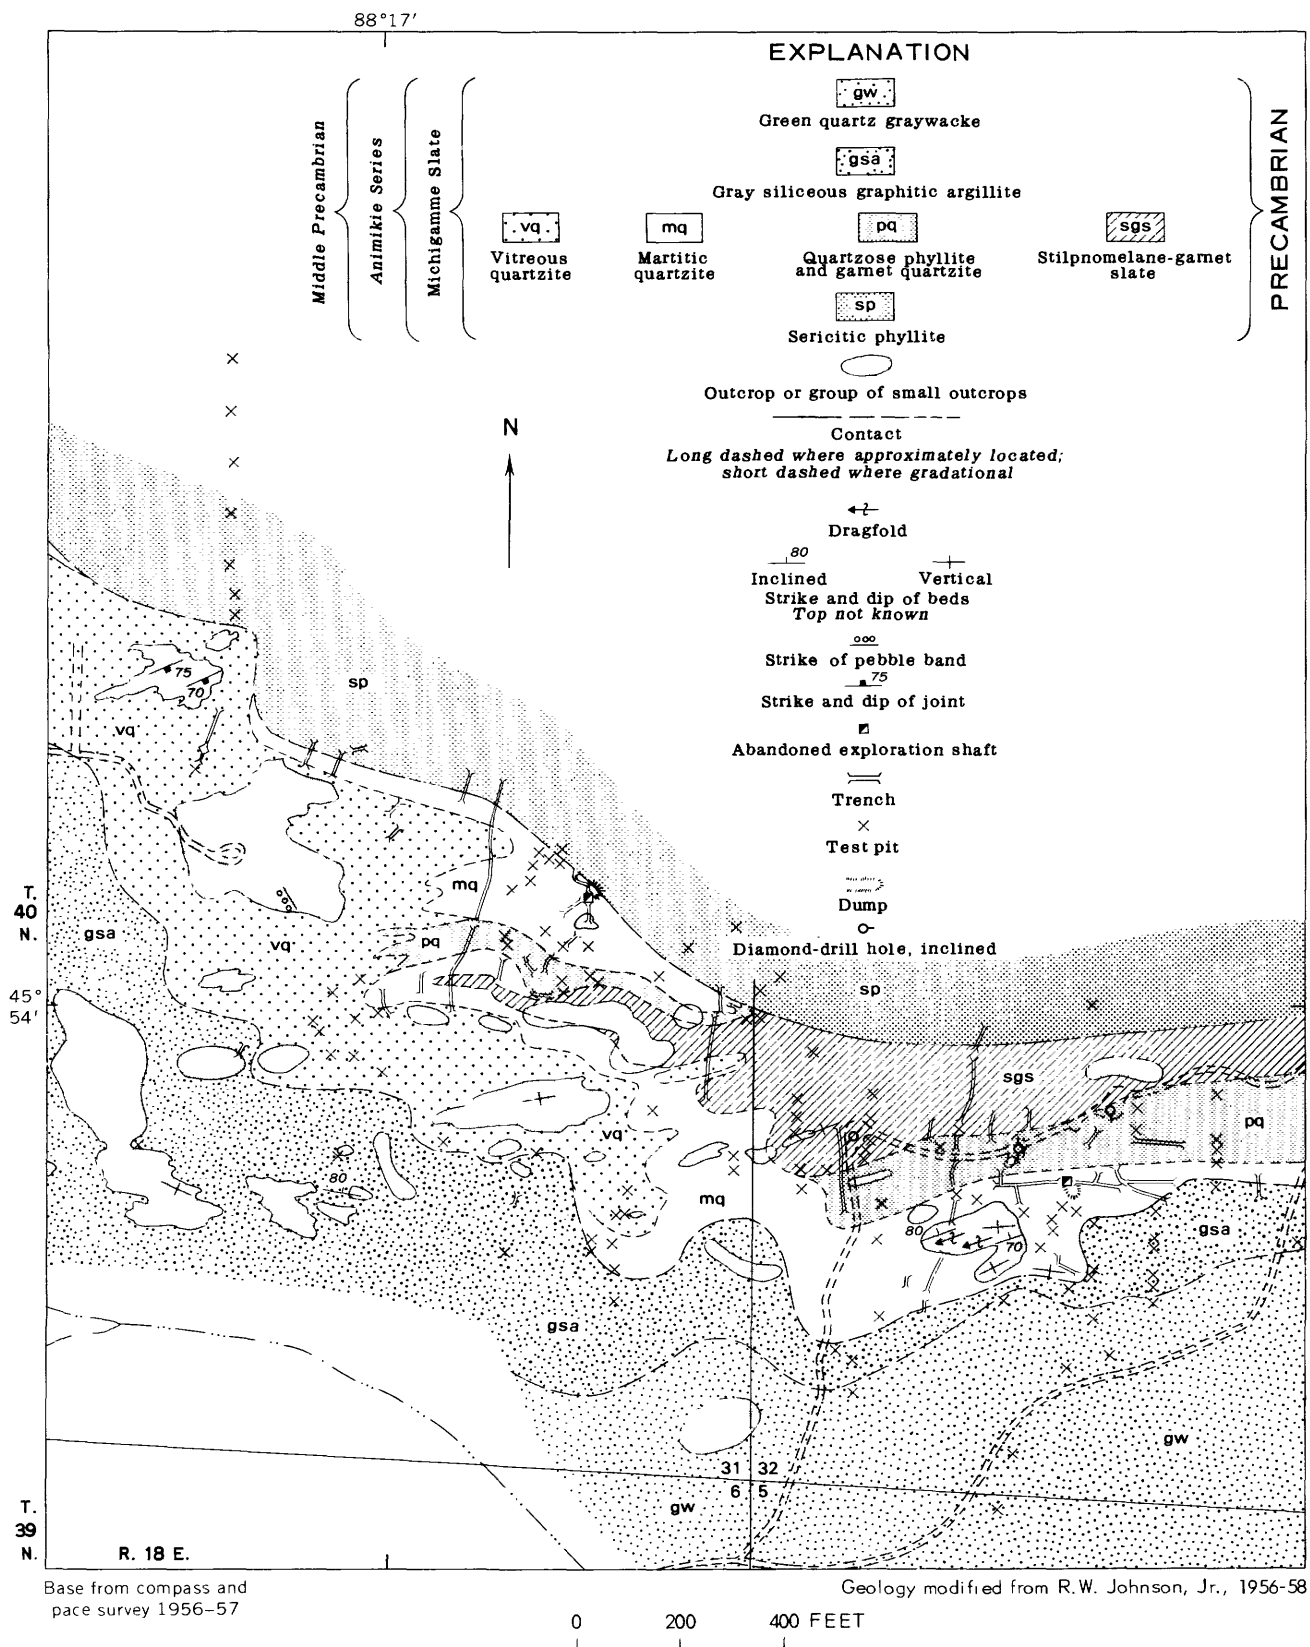 88°17′
EXPLANATION
gw
Green quartz graywacke
gsa
Gray siliceous graphitic argillite
vq
Vitreous
quartzite
mq
Martitic
quartzite
pq
Quartzose phyllite
and garnet quartzite
sgs
Stilpnomelane-garnet
slate
sp
Sericitic phyllite
Middle Precambrian
Animikie Series
Michigamme Slate
PRECAMBRIAN
Outcrop or group of small outcrops
Contact
Long dashed where approximately located;
short dashed where gradational
Dragfold
80
Inclined
Vertical
Strike and dip of beds
Top not known
Strike of pebble band
75
Strike and dip of joint
Abandoned exploration shaft
Trench
Test pit
Dump
Diamond-drill hole, inclined
N
sp
75
70
vq
mq
T.
40
N.
gsa
vq
pq
sp
45°
54′
sgs
pq
vq
80
mq
gsa
80
70
gsa
gw
31 32
6 5
gw
T.
39
N.
R. 18 E.
Base from compass and
pace survey 1956-57
Geology modified from R.W. Johnson, Jr., 1956-58
0 200 400 FEET